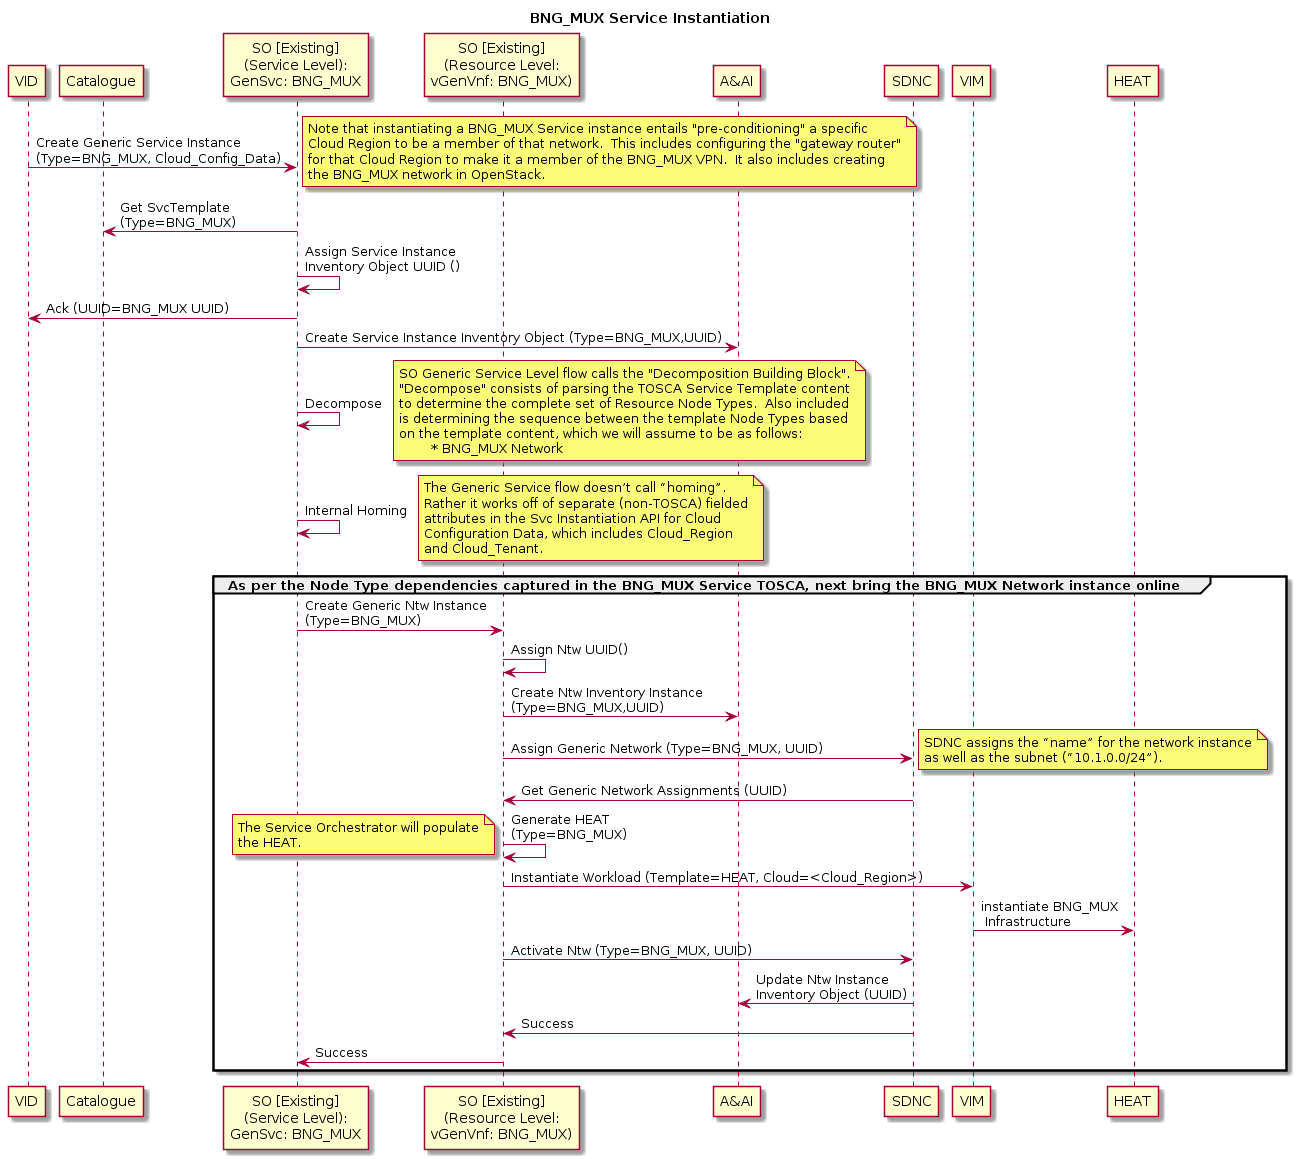 BNG_MUX Service Instantiation
SO [Existing]
(Service Level):
GenSvc: BNG_MUX
SO [Existing]
(Resource Level:
vGenVnf: BNG_MUX)
VID
Catalogue
A&AI
SDNC
VIM
HEAT
Create Generic Service Instance
(Type=BNG_MUX, Cloud_Config_Data)
Note that instantiating a BNG_MUX Service instance entails "pre-conditioning" a specific
Cloud Region to be a member of that network.  This includes configuring the "gateway router"
for that Cloud Region to make it a member of the BNG_MUX VPN.  It also includes creating
the BNG_MUX network in OpenStack.
Get SvcTemplate
(Type=BNG_MUX)
Assign Service Instance
Inventory Object UUID ()
Ack (UUID=BNG_MUX UUID)
Create Service Instance Inventory Object (Type=BNG_MUX,UUID)
Decompose
SO Generic Service Level flow calls the "Decomposition Building Block".
"Decompose" consists of parsing the TOSCA Service Template content
to determine the complete set of Resource Node Types.  Also included
is determining the sequence between the template Node Types based
on the template content, which we will assume to be as follows:
* BNG_MUX Network
Internal Homing
The Generic Service flow doesn’t call “homing”.
Rather it works off of separate (non-TOSCA) fielded
attributes in the Svc Instantiation API for Cloud
Configuration Data, which includes Cloud_Region
and Cloud_Tenant.
As per the Node Type dependencies captured in the BNG_MUX Service TOSCA, next bring the BNG_MUX Network instance online
Create Generic Ntw Instance
(Type=BNG_MUX)
Assign Ntw UUID()
Create Ntw Inventory Instance
(Type=BNG_MUX,UUID)
Assign Generic Network (Type=BNG_MUX, UUID)
SDNC assigns the “name” for the network instance
as well as the subnet (“10.1.0.0/24”).
Get Generic Network Assignments (UUID)
The Service Orchestrator will populate
the HEAT.
Generate HEAT
(Type=BNG_MUX)
Instantiate Workload (Template=HEAT, Cloud=<Cloud_Region>)
instantiate BNG_MUX
Infrastructure
Activate Ntw (Type=BNG_MUX, UUID)
Update Ntw Instance
Inventory Object (UUID)
Success
Success
VID
Catalogue
SO [Existing]
(Service Level):
GenSvc: BNG_MUX
SO [Existing]
(Resource Level:
vGenVnf: BNG_MUX)
A&AI
SDNC
VIM
HEAT